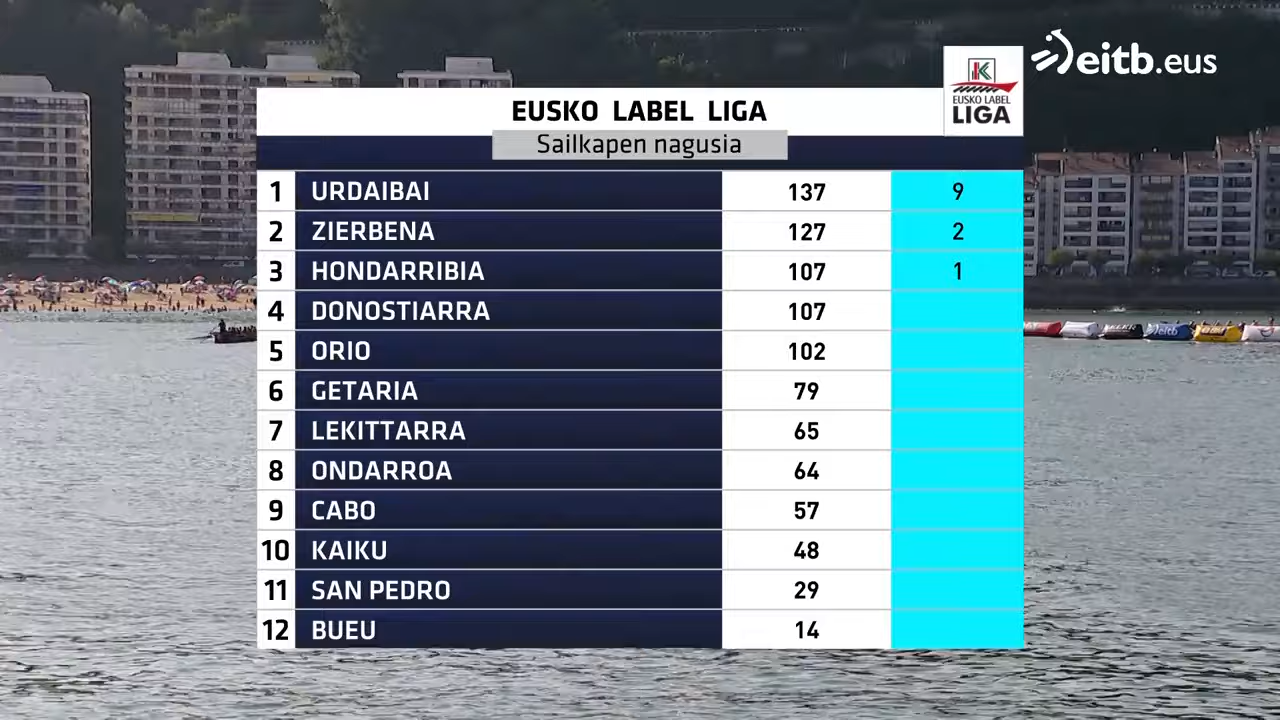 eitb.eus
EUSKO LABEL LIGA
EUSKO LABEL
LIGA
Sailkapen nagusia
1 URDAIBAI 137 9
2 ZIERBENA 127 2
3 HONDARRIBIA 107 1
4 DONOSTIARRA 107
5 ORIO 102
6 GETARIA 79
7 LEKITTARRA 65
8 ONDARROA 64
9 CABO 57
10 KAIKU 48
11 SAN PEDRO 29
12 BUEU 14
eitb